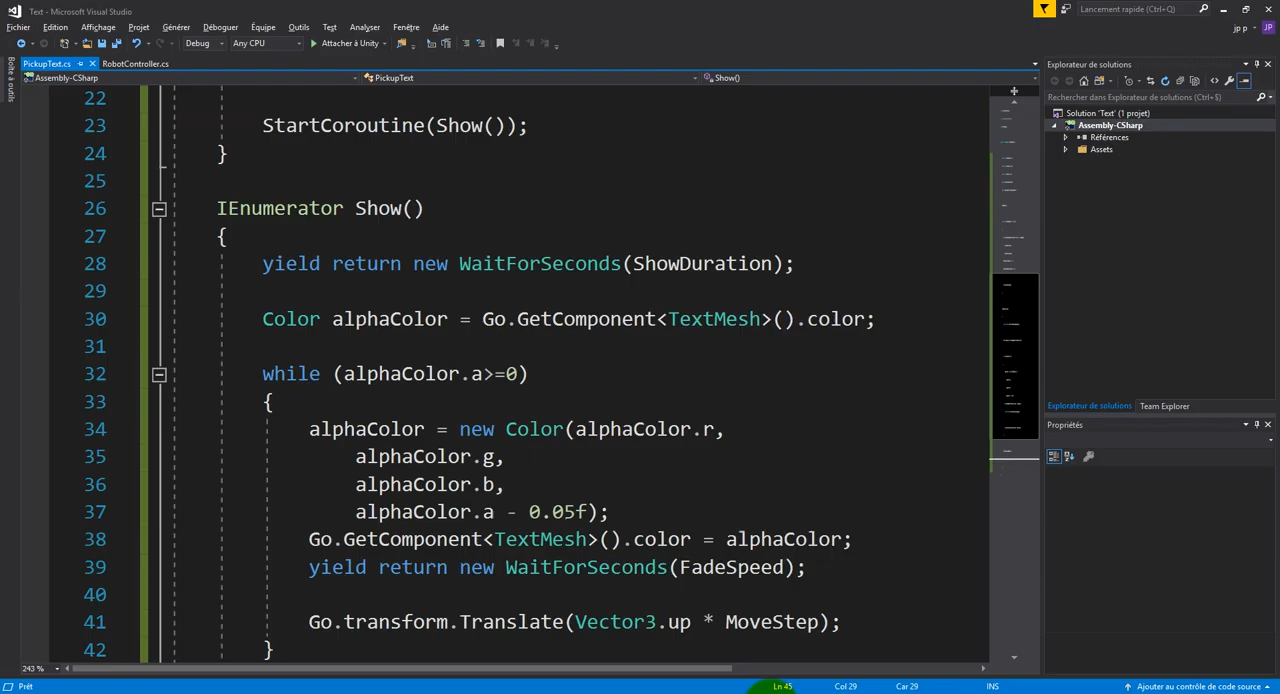 Text - Microsoft Visual Studio
Lancement rapide (Ctrl+Q)
Fichier Edition Affichage Projet Générer Déboguer Équipe Outils Test Analyser Fenêtre Aide
jp p
JP
Debug Any CPU Attacher à Unity
Boîte à outils
PickupText.cs RobotController.cs
Assembly-CSharp PickupText Show()
22
23 StartCoroutine(Show());
24 }
25
26 IEnumerator Show()
27 {
28 yield return new WaitForSeconds(ShowDuration);
29
30 Color alphaColor = Go.GetComponent<TextMesh>().color;
31
32 while (alphaColor.a>=0)
33 {
34 alphaColor = new Color(alphaColor.r,
35 alphaColor.g,
36 alphaColor.b,
37 alphaColor.a - 0.05f);
38 Go.GetComponent<TextMesh>().color = alphaColor;
39 yield return new WaitForSeconds(FadeSpeed);
40
41 Go.transform.Translate(Vector3.up * MoveStep);
42 }
243 %
Explorateur de solutions
Rechercher dans Explorateur de solutions (Ctrl+$)
Solution 'Text' (1 projet)
Assembly-CSharp
Références
Assets
Explorateur de solutions Team Explorer
Propriétés
Prêt Ln 45 Col 29 Car 29 INS Ajouter au contrôle de code source